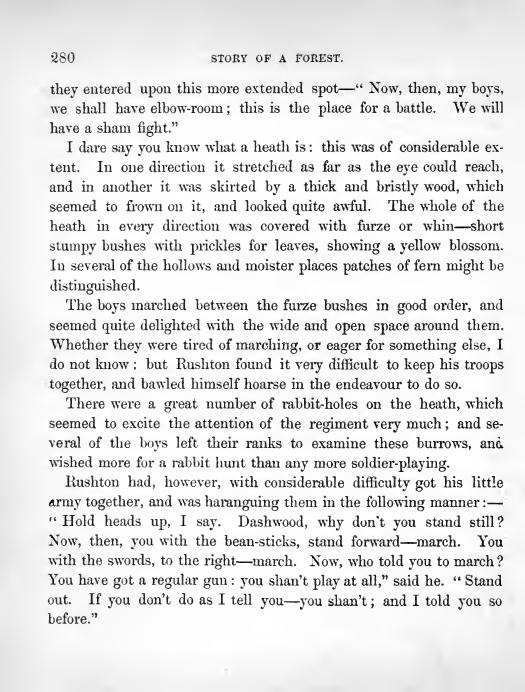 280 STORY OF A FOREST.
they entered upon this more extended spot—“ Now, then, my boys,
we shall have elbow-room ; this is the place for a battle. We will
have a sham fight.”
I dare say you know what a heath is : this was of considerable ex-
tent. In one direction it stretched as far as the eye could reach,
and in another it was skirted by a thick and bristly wood, which
seemed to frown on it, and looked quite awful. The whole of the
heath in every direction was covered with furze or whin—short
stumpy bushes with prickles for leaves, showing a yellow blossom.
In several of the hollows and moister places patches of fern might be
distinguished.
The boys marched between the furze bushes in good order, and
seemed quite delighted with the wide and open space around them.
Whether they were tired of marching, or eager for something else, I
do not know ; but Rushton found it very difficult to keep his troops
together, and bawled himself hoarse in the endeavour to do so.
There were a great number of rabbit-holes on the heath, which
seemed to excite the attention of the regiment very much ; and se-
veral of the boys left their ranks to examine these burrows, and
wished more for a rabbit hunt than any more soldier-playing.
Rushton had, however, with considerable difficulty got his little
army together, and was haranguing them in the following manner :—
“ Hold heads up, I say. Dashwood, why don’t you stand still ?
Now, then, you with the bean-sticks, stand forward—march. You
with the swords, to the right—march. Now, who told you to march ?
You have got a regular gun : you shan’t play at all,” said he. “ Stand
out. If you don’t do as I tell you—you shan’t ; and I told you so
before.”